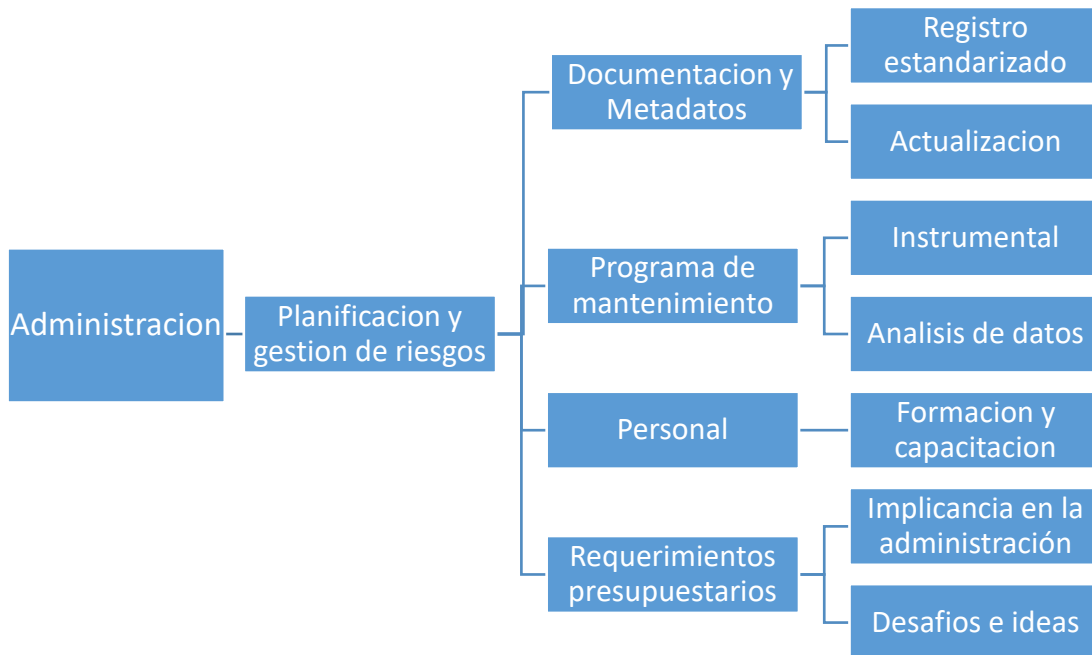 Administracion
Planificacion y
gestion de riesgos
Documentacion y
Metadatos
Registro
estandarizado
Actualizacion
Programa de
mantenimiento
Instrumental
Analisis de datos
Personal
Formacion y
capacitacion
Requerimientos
presupuestarios
Implicancia en la
administración
Desafios e ideas